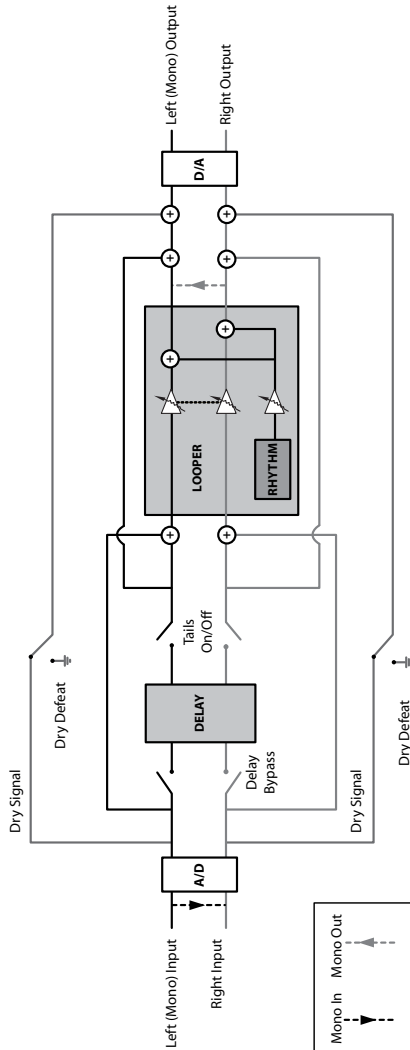 Left (Mono) Input
Right Input
A/D
Dry Signal
Dry Defeat
Delay
Bypass
DELAY
Tails
On/Off
LOOPER
RHYTHM
+
+
+
+
+
+
+
+
D/A
Left (Mono) Output
Right Output
Dry Signal
Dry Defeat
Mono In
Mono Out